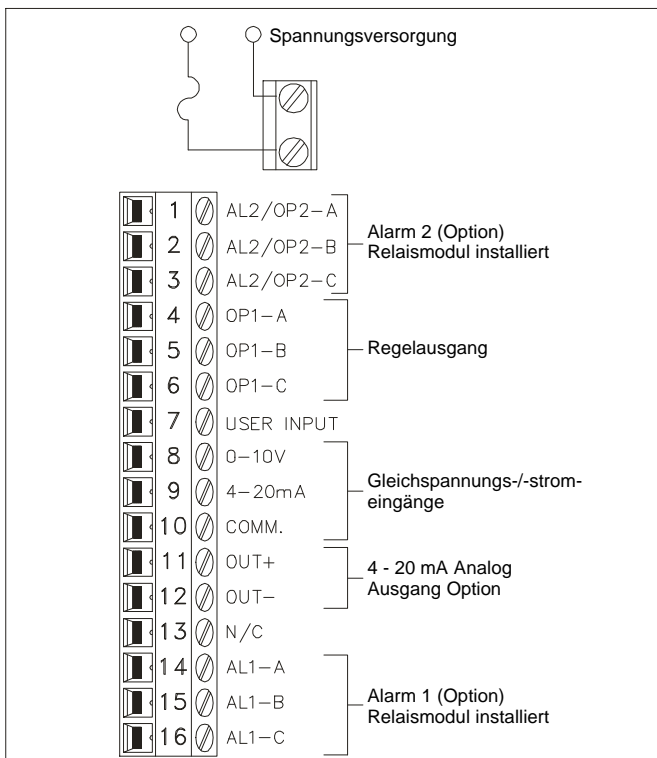 Spannungsversorgung
1 AL2/OP2-A
2 AL2/OP2-B
3 AL2/OP2-C
Alarm 2 (Option)
Relaismodul installiert
4 OP1-A
5 OP1-B
6 OP1-C
Regelausgang
7 USER INPUT
8 0-10V
9 4-20mA
10 COMM.
Gleichspannungs-/-strom-
eingänge
11 OUT+
12 OUT-
4 - 20 mA Analog
Ausgang Option
13 N/C
14 AL1-A
15 AL1-B
16 AL1-C
Alarm 1 (Option)
Relaismodul installiert